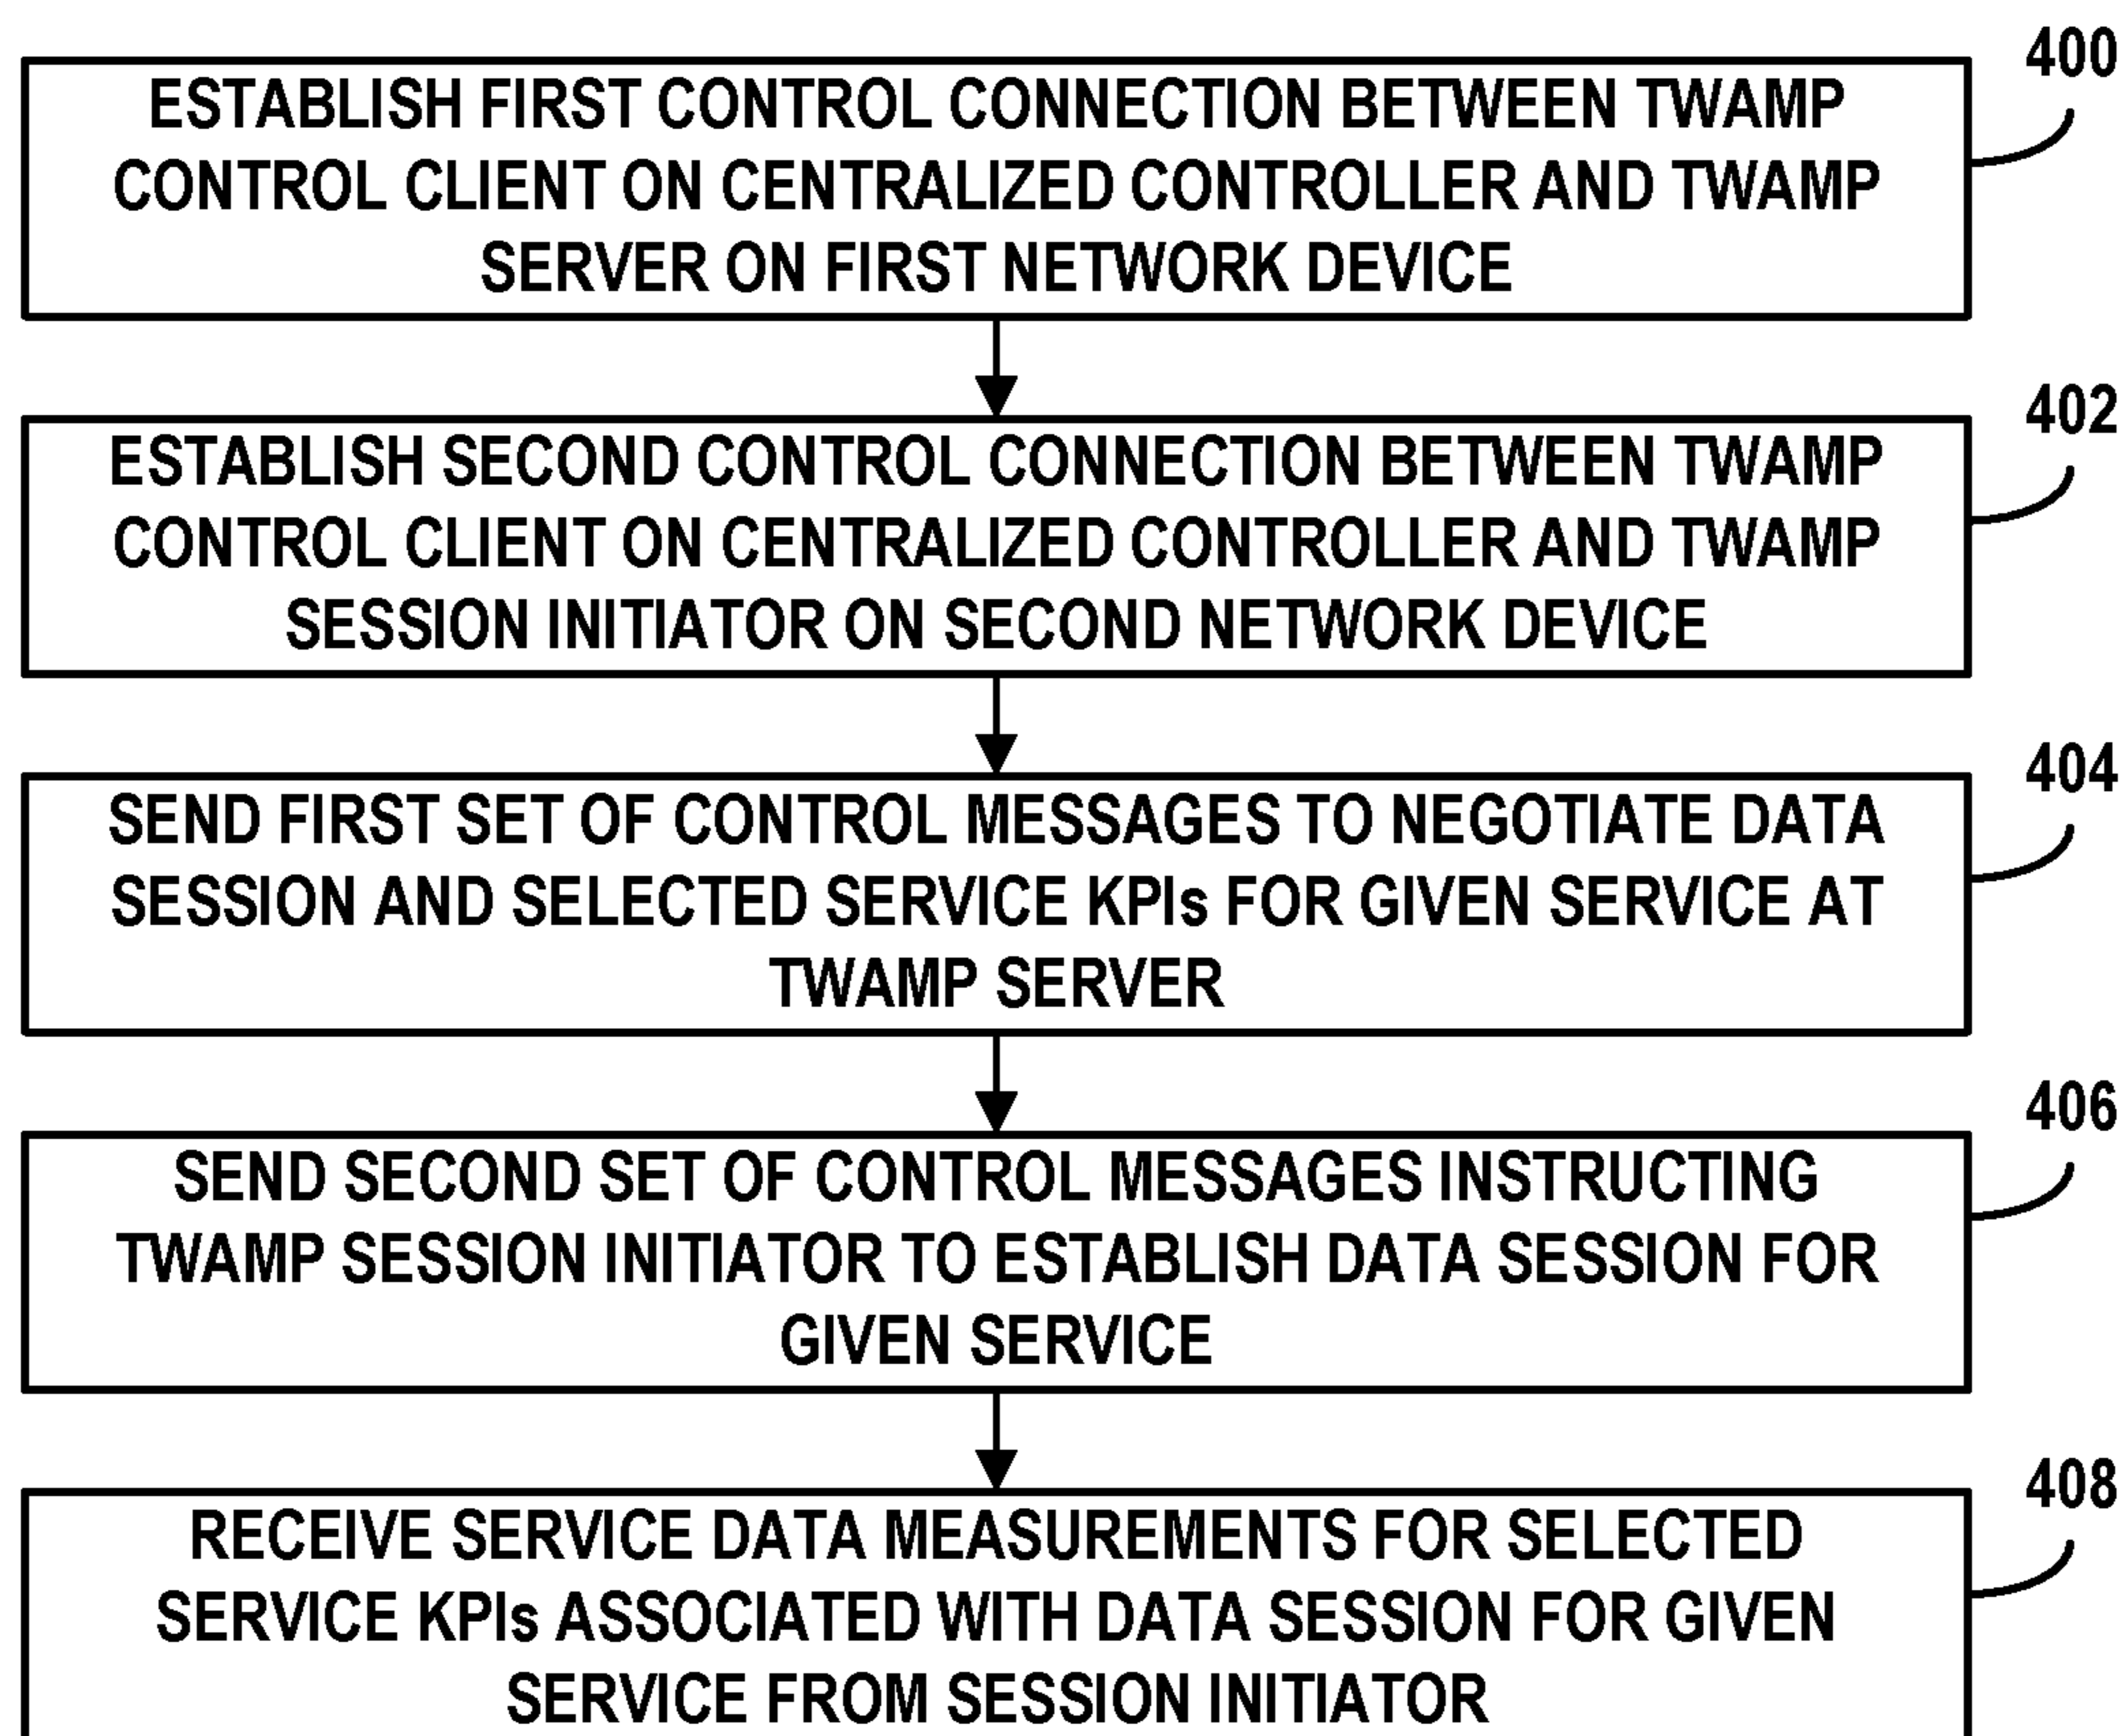 400
ESTABLISH FIRST CONTROL CONNECTION BETWEEN TWAMP
CONTROL CLIENT ON CENTRALIZED CONTROLLER AND TWAMP
SERVER ON FIRST NETWORK DEVICE
402
ESTABLISH SECOND CONTROL CONNECTION BETWEEN TWAMP
CONTROL CLIENT ON CENTRALIZED CONTROLLER AND TWAMP
SESSION INITIATOR ON SECOND NETWORK DEVICE
404
SEND FIRST SET OF CONTROL MESSAGES TO NEGOTIATE DATA
SESSION AND SELECTED SERVICE KPIs FOR GIVEN SERVICE AT
TWAMP SERVER
406
SEND SECOND SET OF CONTROL MESSAGES INSTRUCTING
TWAMP SESSION INITIATOR TO ESTABLISH DATA SESSION FOR
GIVEN SERVICE
408
RECEIVE SERVICE DATA MEASUREMENTS FOR SELECTED
SERVICE KPIs ASSOCIATED WITH DATA SESSION FOR GIVEN
SERVICE FROM SESSION INITIATOR